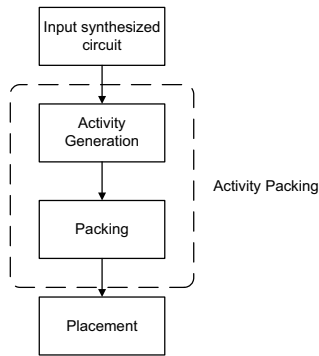 Input synthesized
circuit
Activity
Generation
Activity Packing
Packing
Placement